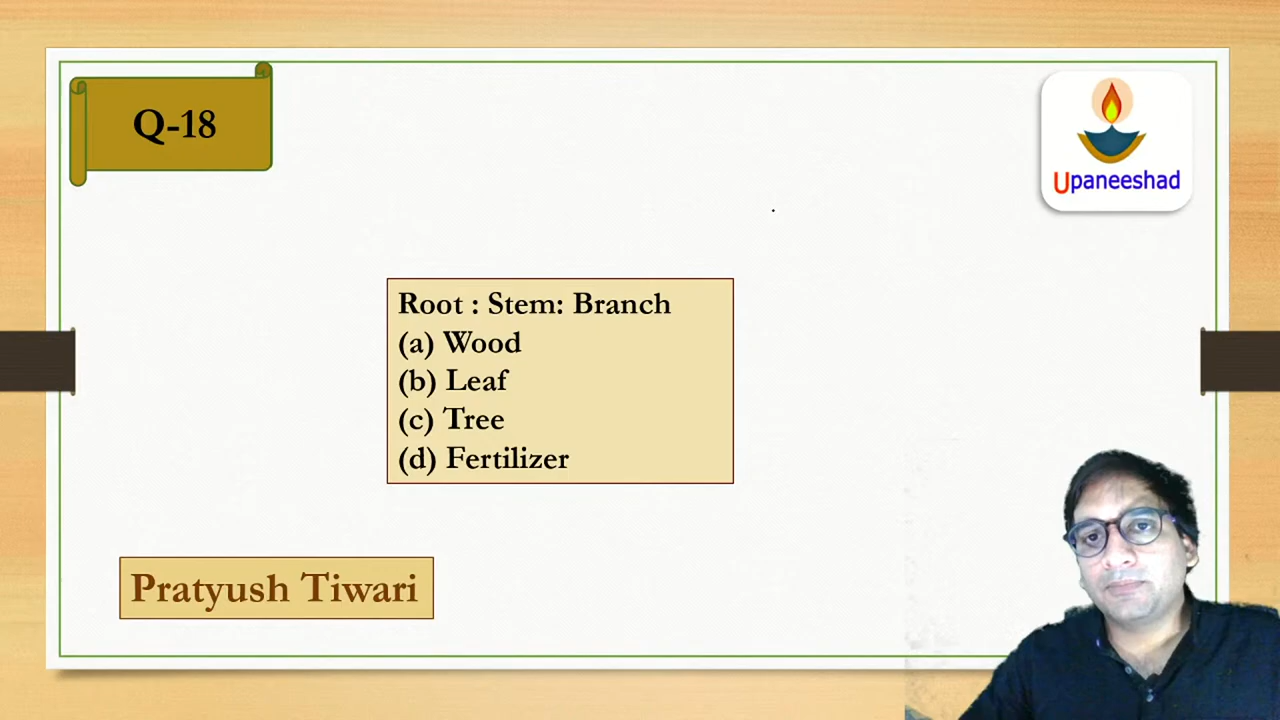 Q-18
Upaneeshad
Root : Stem: Branch
(a) Wood
(b) Leaf
(c) Tree
(d) Fertilizer
Pratyush Tiwari